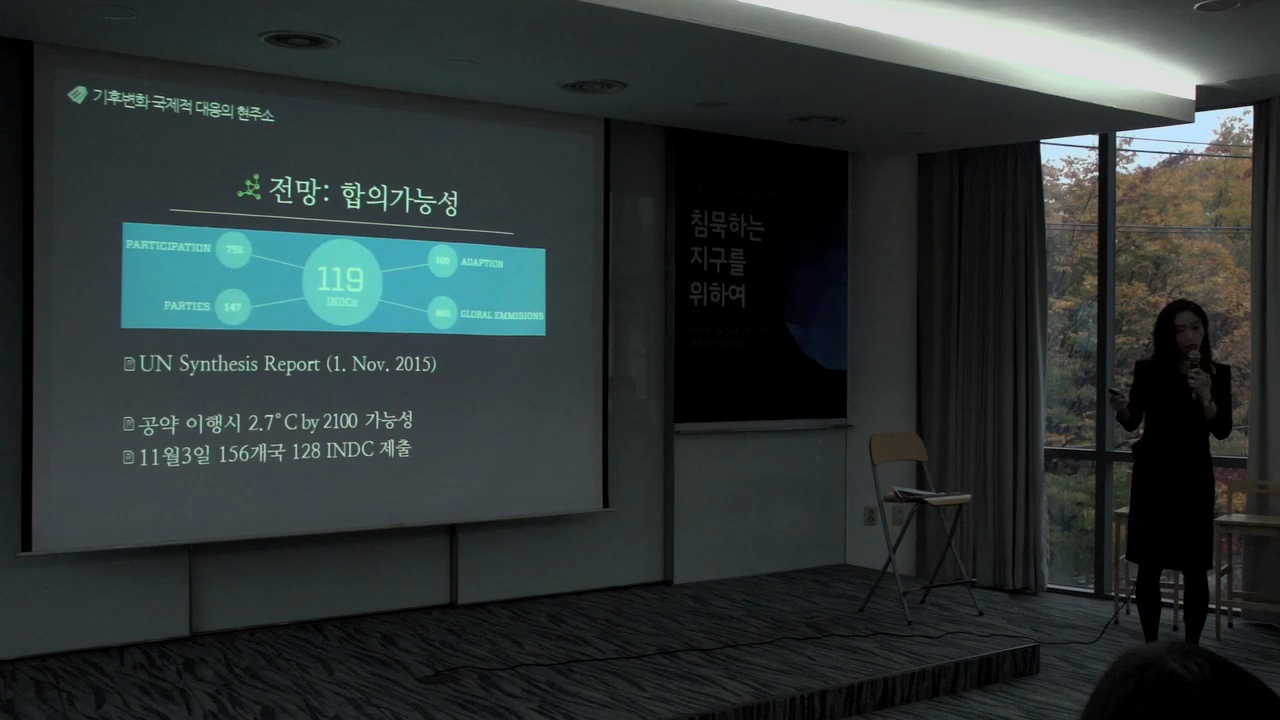 기후변화 국제적 대응의 현주소
전망: 합의가능성
PARTICIPATION 75%
119
INDCs
100 ADAPTION
PARTIES 147
GLOBAL EMMISIONS
UN Synthesis Report (1. Nov. 2015)
공약 이행시 2.7°C by 2100 가능성
11월3일 156개국 128 INDC 제출
침묵하는
지구를
위하여